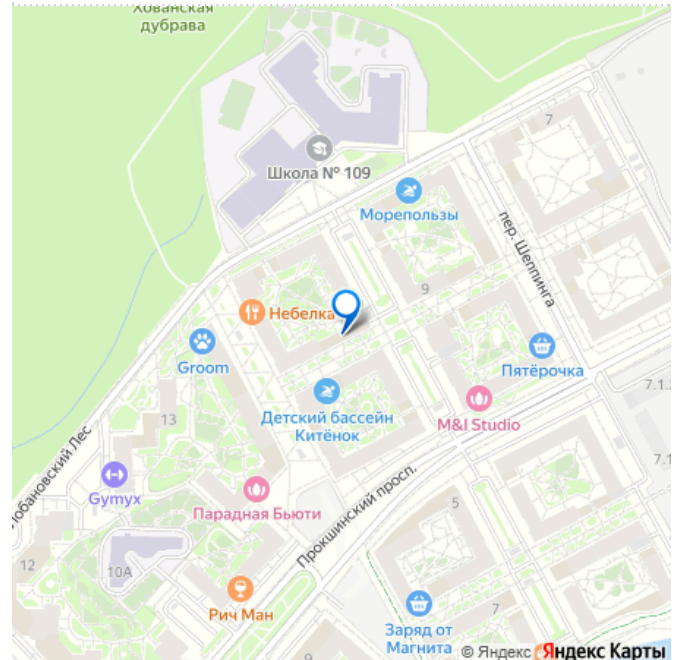 Хованская
дубрава
7
Школа № 109
Морепользы
пер. Шеппинга
9
Небелка
Groom
Пятёрочка
Детский бассейн
Китёнок
M&I Studio
7.1.
13
Лобановский Лес
Gymyx
Парадная Бьюти
Прокшинский просп.
5
7.1
12
10А
Рич Ман
7
Заряд от
Магнита
9
© Яндекс Яндекс Карты